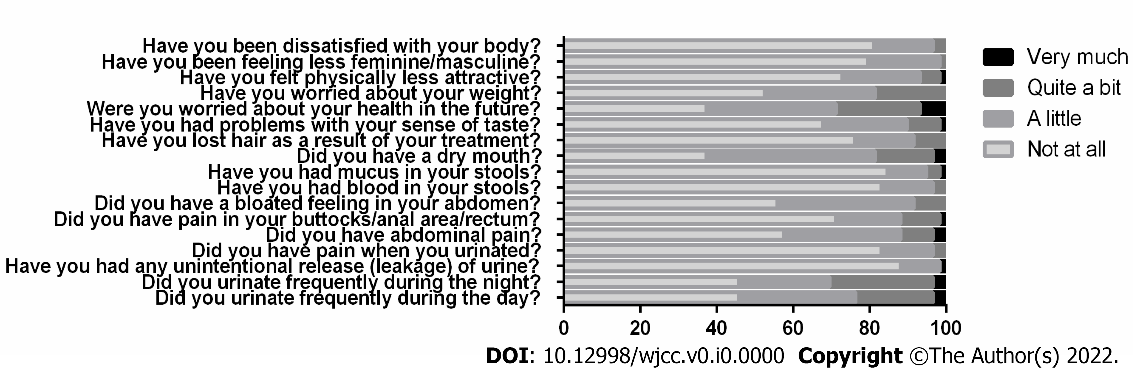 Have you been dissatisfied with your body?
Have you been feeling less feminine/masculine?
Have you felt physically less attractive?
Have you worried about your weight?
Were you worried about your health in the future?
Have you had problems with your sense of taste?
Have you lost hair as a result of your treatment?
Did you have a dry mouth?
Have you had mucus in your stools?
Have you had blood in your stools?
Did you have a bloated feeling in your abdomen?
Did you have pain in your buttocks/anal area/rectum?
Did you have abdominal pain?
Did you have pain when you urinated?
Have you had any unintentional release (leakage) of urine?
Did you urinate frequently during the night?
Did you urinate frequently during the day?
0 20 40 60 80 100
Very much
Quite a bit
A little
Not at all
DOI: 10.12998/wjcc.v0.i0.0000 Copyright ©The Author(s) 2022.